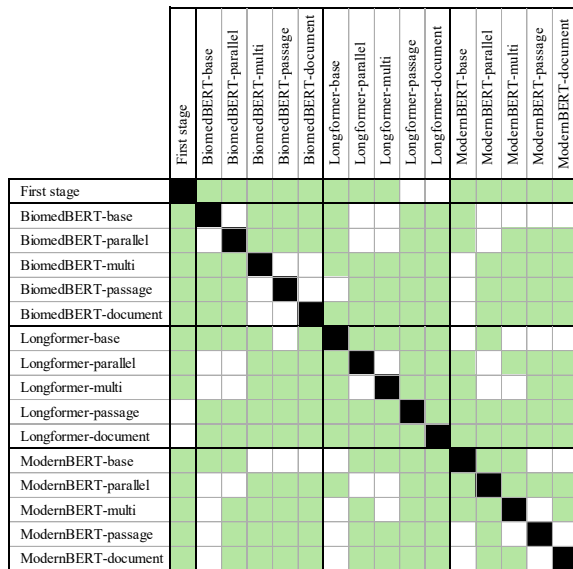 First stage
BiomedBERT-base
BiomedBERT-parallel
BiomedBERT-multi
BiomedBERT-passage
BiomedBERT-document
Longformer-base
Longformer-parallel
Longformer-multi
Longformer-passage
Longformer-document
ModernBERT-base
ModernBERT-parallel
ModernBERT-multi
ModernBERT-passage
ModernBERT-document
First stage
BiomedBERT-base
BiomedBERT-parallel
BiomedBERT-multi
BiomedBERT-passage
BiomedBERT-document
Longformer-base
Longformer-parallel
Longformer-multi
Longformer-passage
Longformer-document
ModernBERT-base
ModernBERT-parallel
ModernBERT-multi
ModernBERT-passage
ModernBERT-document